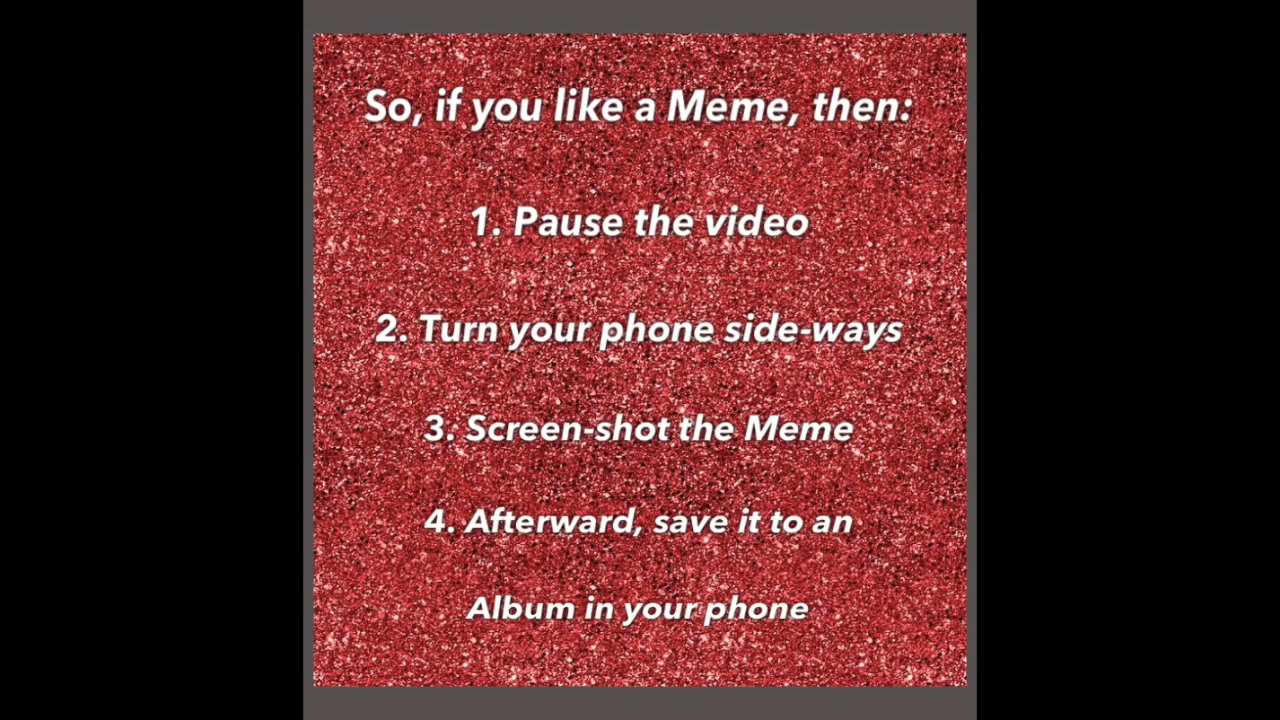 So, if you like a Meme, then:
1. Pause the video
2. Turn your phone side-ways
3. Screen-shot the Meme
4. Afterward, save it to an
Album in your phone